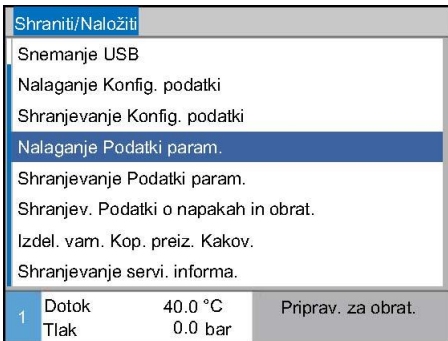 Shraniti/Naložiti
Snemanje USB
Nalaganje Konfig. podatki
Shranjevanje Konfig. podatki
Nalaganje Podatki param.
Shranjevanje Podatki param.
Shranjev. Podatki o napakah in obrat.
Izdel. varn. Kop. preiz. Kakov.
Shranjevanje servi. informa.
1 Dotok 40.0 °C Priprav. za obrat.
Tlak 0.0 bar